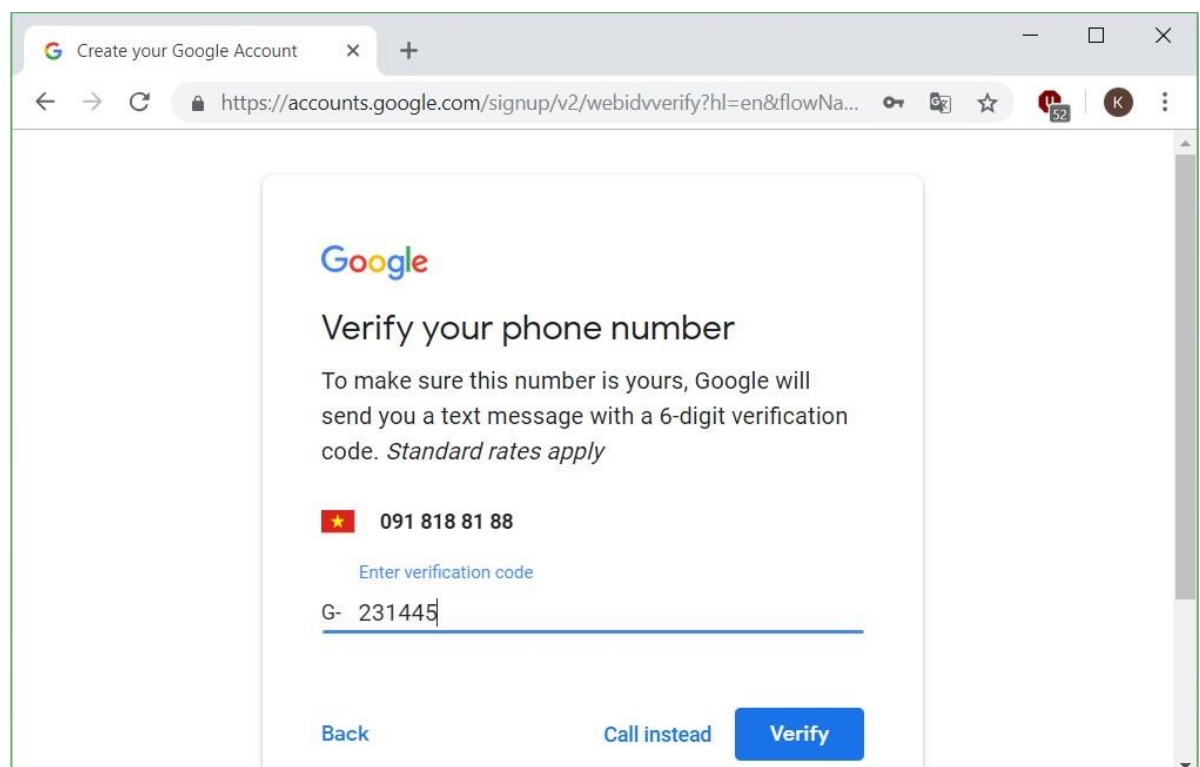 Create your Google Account
https://accounts.google.com/signup/v2/webidvverify?hl=en&flowNa...
52
K
Google
Verify your phone number
To make sure this number is yours, Google will
send you a text message with a 6-digit verification
code. Standard rates apply
091 818 81 88
Enter verification code
G- 231445
Back Call instead Verify